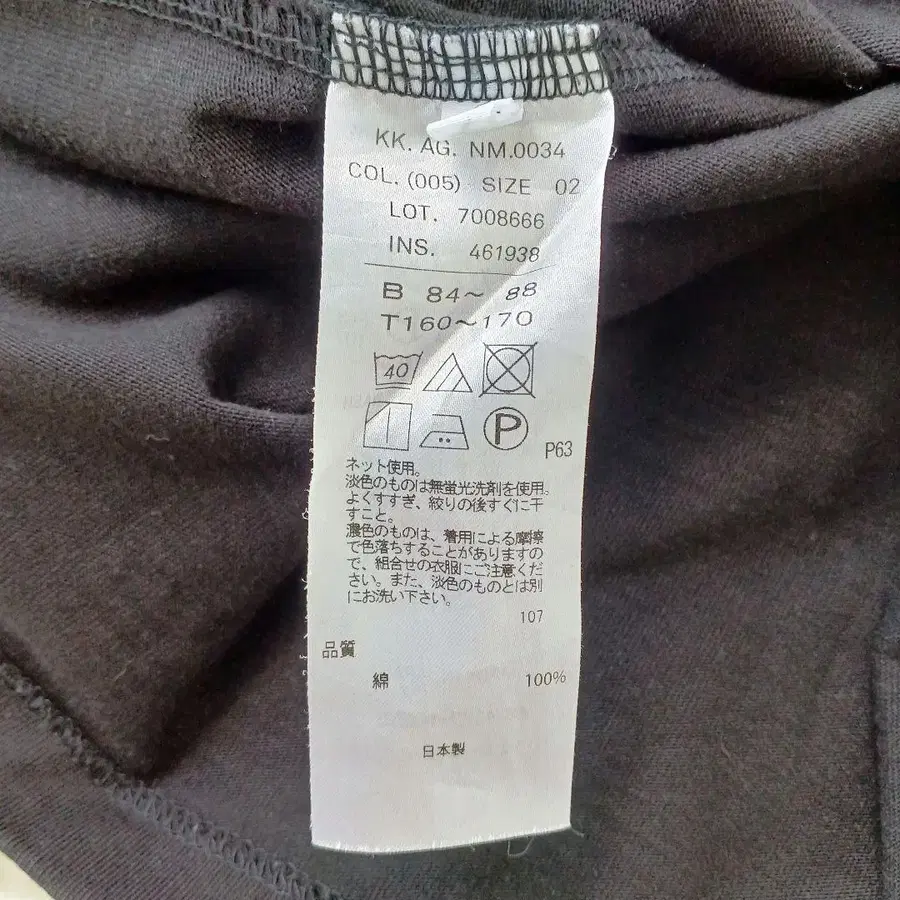 KK. AG. NM.0034
COL. (005) SIZE 02
LOT. 7008666
INS. 461938
B 84～ 88
T160～170
40
P
P63
ネット使用。
淡色のものは無蛍光洗剤を使用。
よくすすぎ、絞りの後すぐに干
すこと。
濃色のものは、着用による摩擦
で色落ちすることがありますの
で、組合せの衣服にご注意くだ
さい。また、淡色のものとは別
にお洗い下さい。
107
品質
綿 100%
日本製